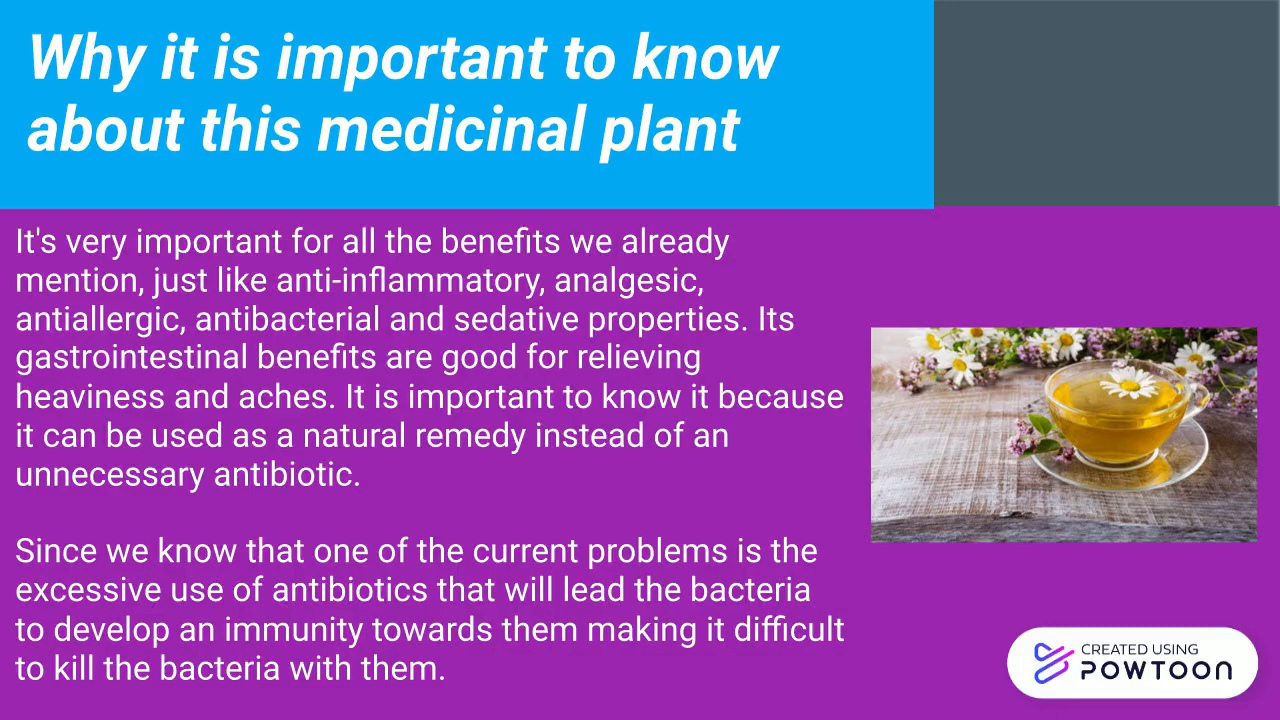 Why it is important to know
about this medicinal plant
It's very important for all the benefits we already
mention, just like anti-inflammatory, analgesic,
antiallergic, antibacterial and sedative properties. Its
gastrointestinal benefits are good for relieving
heaviness and aches. It is important to know it because
it can be used as a natural remedy instead of an
unnecessary antibiotic.
Since we know that one of the current problems is the
excessive use of antibiotics that will lead the bacteria
to develop an immunity towards them making it difficult
to kill the bacteria with them.
CREATED USING
POWTOON